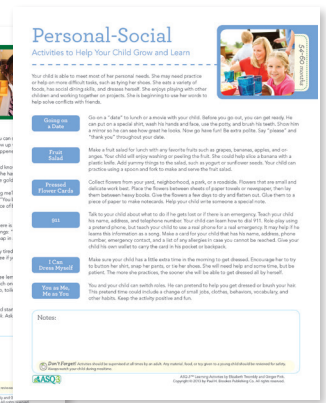 Personal-Social
Activities to Help Your Child Grow and Learn
54–60 months
Your child is able to meet most of her personal needs. She may need practice
or help on more difficult tasks, such as tying her shoes. She eats a variety of
foods, has social dining skills, and dresses herself. She enjoys playing with other
children and working together on projects. She is beginning to use her words to
help solve conflicts with friends.
Going on
a Date
Go on a "date" to lunch or a movie with your child. Before you go out, you can get ready. He
can put on a special shirt, wash his hands and face, use the potty, and brush his teeth. Show him
a mirror so he can see how great he looks. Now go have fun! Be extra polite. Say "please" and
"thank you" throughout your date.
Fruit
Salad
Make a fruit salad for lunch with any favorite fruits such as grapes, bananas, apples, and or-
anges. Your child will enjoy washing or peeling the fruit. She could help slice a banana with a
plastic knife. Add yummy things to the salad, such as yogurt or sunflower seeds. Your child can
practice using a spoon and fork to make and serve the fruit salad.
Pressed
Flower Cards
Collect flowers from your yard, neighborhood, a park, or a roadside. Flowers that are small and
delicate work best. Place the flowers between sheets of paper towels or newspaper; then lay
them between heavy books. Give the flowers a few days to dry and flatten out. Glue them to a
piece of paper to make notecards. Help your child write someone a special note.
911
Talk to your child about what to do if he gets lost or if there is an emergency. Teach your child
his name, address, and telephone number. Your child can learn how to dial 911. Role play using
a pretend phone, but teach your child to use a real phone for a real emergency. It may help if he
learns this information as a song. Make a card for your child that has his name, address, phone
number, emergency contact, and a list of any allergies in case you cannot be reached. Give your
child his own wallet to carry the card in his pocket or backpack.
I Can
Dress Myself
Make sure your child has a little extra time in the morning to get dressed. Encourage her to try
to button her shirt, snap her pants, or tie her shoes. She will need help and some time, but be
patient. The more she practices, the sooner she will be able to get dressed all by herself.
You as Me,
Me as You
You and your child can switch roles. He can pretend to help you get dressed or brush your hair.
This pretend time could include a change of small jobs, clothes, behaviors, vocabulary, and
other habits. Keep the activity positive and fun.
Notes:
Don't Forget!
ASQ
ASQ-3™ Learning Activities by Elizabeth Twombly and Ginger Fink
Copyright © 2013 by Paul H. Brookes Publishing Co. All rights reserved.